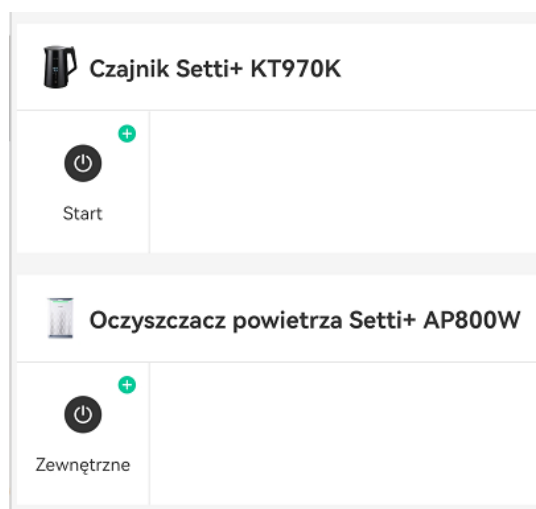 Czajnik Setti+ KT970K
Start
Oczyszczacz powietrza Setti+ AP800W
Zewnętrzne